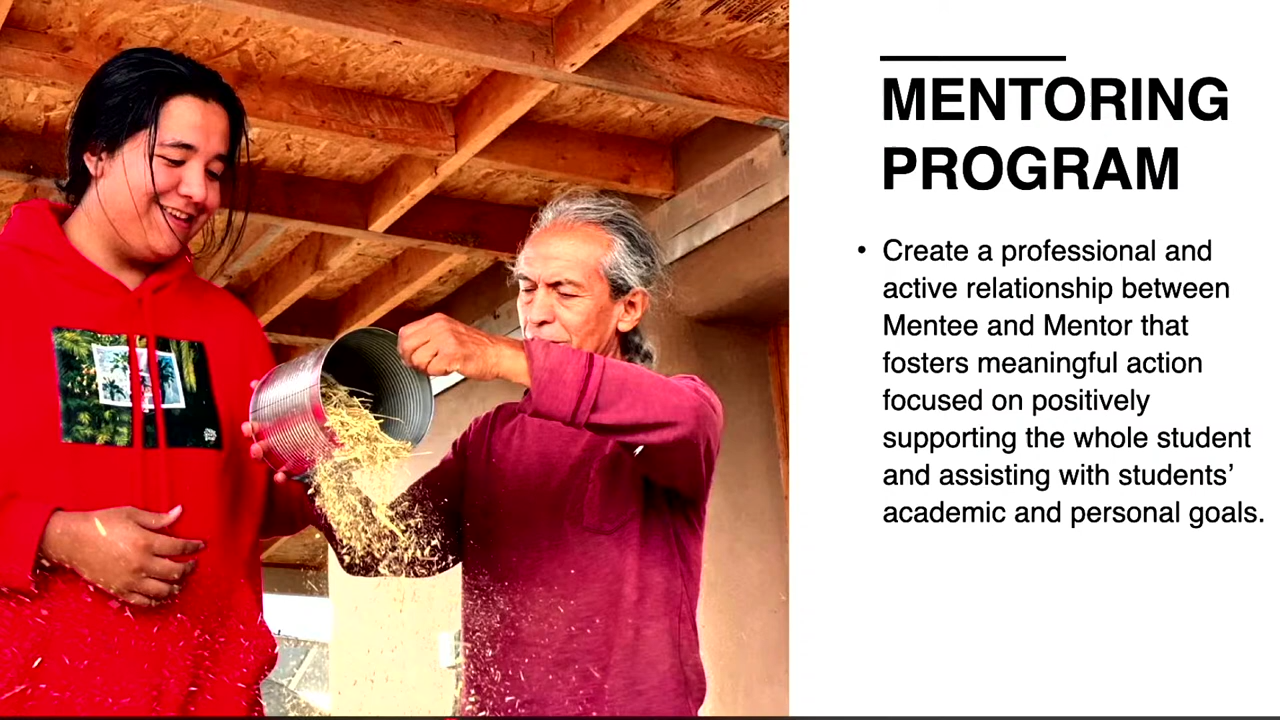 MENTORING
PROGRAM
• Create a professional and
active relationship between
Mentee and Mentor that
fosters meaningful action
focused on positively
supporting the whole student
and assisting with students’
academic and personal goals.